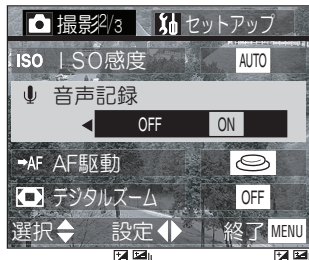 撮影2/3 セットアップ
ISO ISO感度 AUTO
音声記録
OFF ON
AF AF駆動
デジタルズーム OFF
選択 設定 終了 MENU